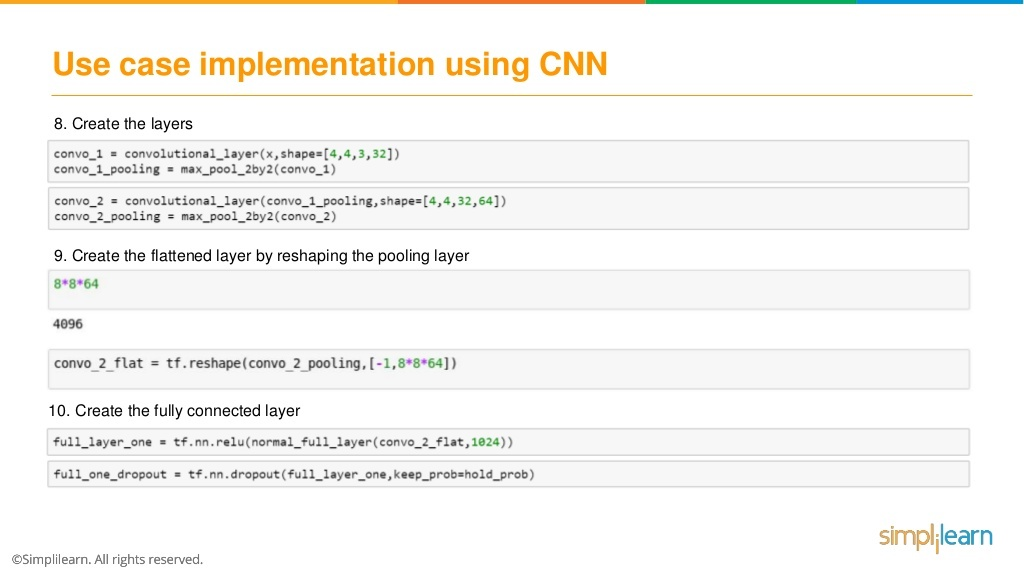 Use case implementation using CNN
8. Create the layers
convo_1 = convolutional_layer(x,shape=[4,4,3,32])
convo_1_pooling = max_pool_2by2(convo_1)
convo_2 = convolutional_layer(convo_1_pooling,shape=[4,4,32,64])
convo_2_pooling = max_pool_2by2(convo_2)
9. Create the flattened layer by reshaping the pooling layer
8*8*64
4096
convo_2_flat = tf.reshape(convo_2_pooling,[-1,8*8*64])
10. Create the fully connected layer
full_layer_one = tf.nn.relu(normal_full_layer(convo_2_flat,1024))
full_one_dropout = tf.nn.dropout(full_layer_one,keep_prob=hold_prob)
simplilearn
©Simplilearn. All rights reserved.